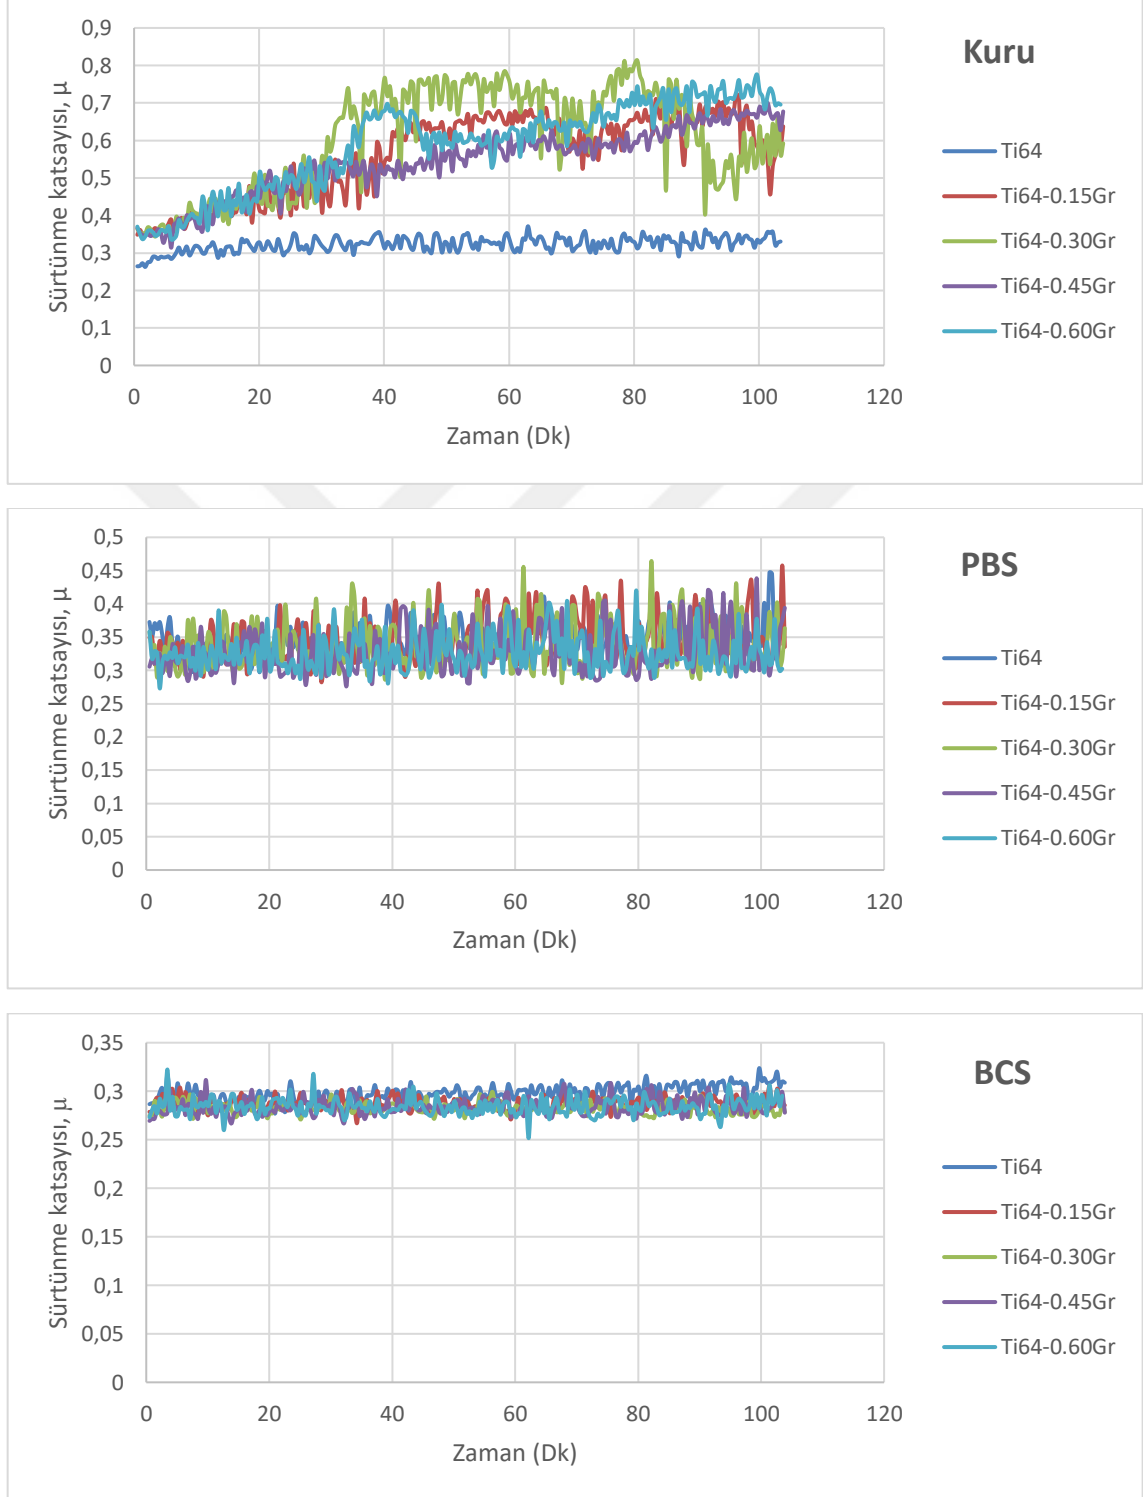 Kuru
Sürtünme katsayısı, µ
0,9
0,8
0,7
0,6
0,5
0,4
0,3
0,2
0,1
0
0 20 40 60 80 100 120
Zaman (Dk)
Ti64
Ti64-0.15Gr
Ti64-0.30Gr
Ti64-0.45Gr
Ti64-0.60Gr
PBS
Sürtünme katsayısı, µ
0,5
0,45
0,4
0,35
0,3
0,25
0,2
0,15
0,1
0,05
0
0 20 40 60 80 100 120
Zaman (Dk)
Ti64
Ti64-0.15Gr
Ti64-0.30Gr
Ti64-0.45Gr
Ti64-0.60Gr
BCS
Sürtünme katsayısı, µ
0,35
0,3
0,25
0,2
0,15
0,1
0,05
0
0 20 40 60 80 100 120
Zaman (Dk)
Ti64
Ti64-0.15Gr
Ti64-0.30Gr
Ti64-0.45Gr
Ti64-0.60Gr